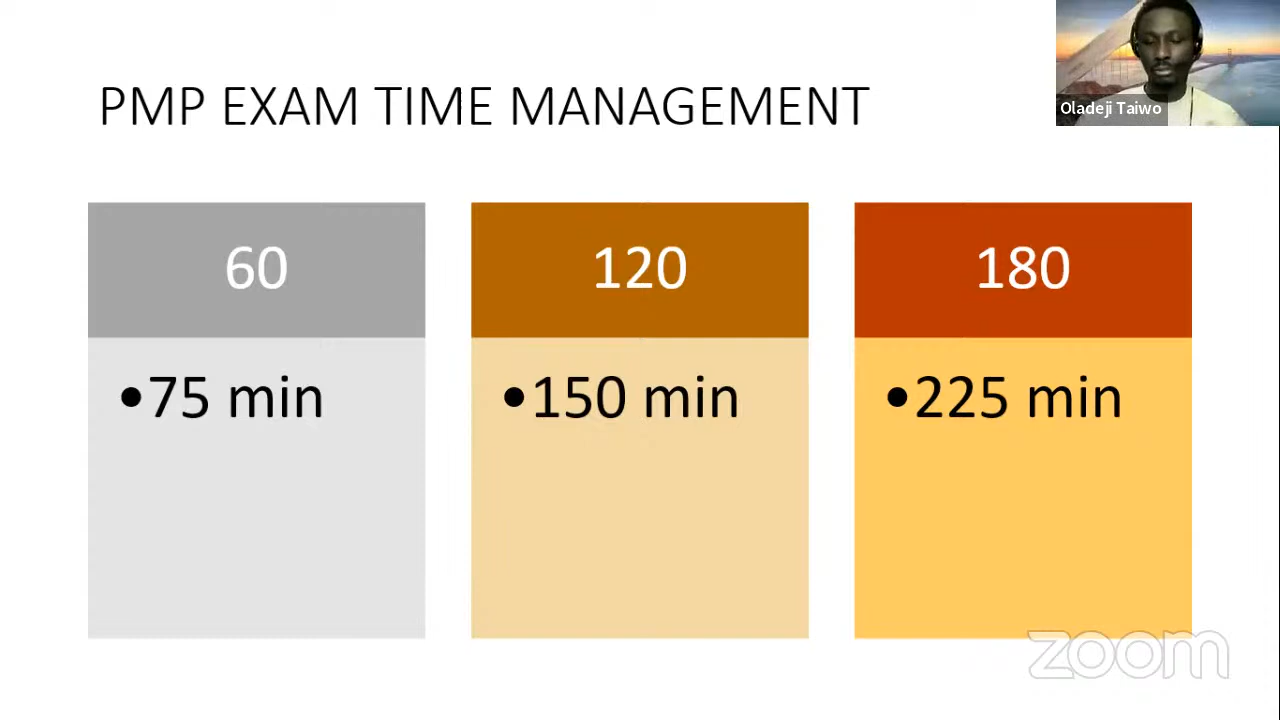 PMP EXAM TIME MANAGEMENT
Oladeji Taiwo
60
120
180
•75 min
•150 min
•225 min
zoom